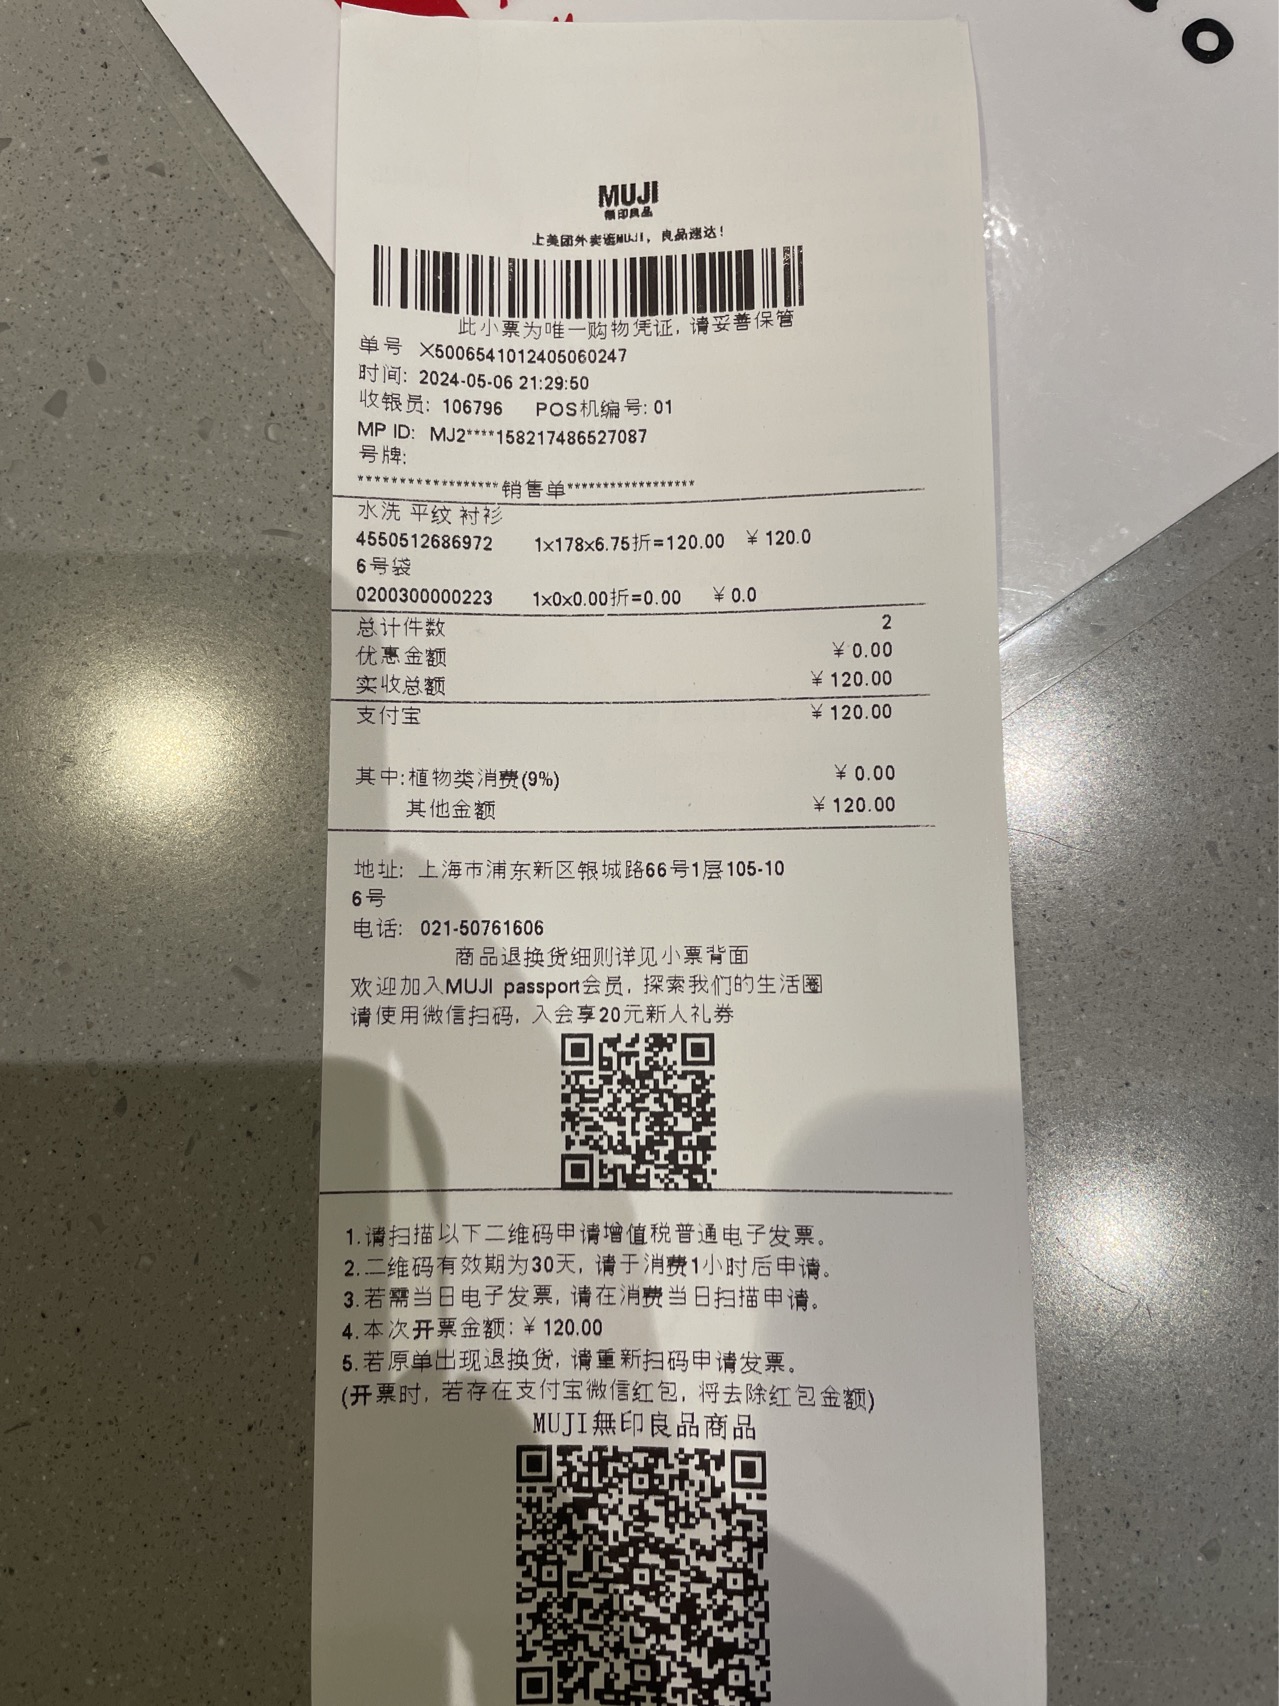 MUJI
無印良品
上美团外卖逛MUJI，良品速达！
此小票为唯一购物凭证，请妥善保管
单号 X5006541012405060247
时间: 2024-05-06 21:29:50
收银员: 106796 POS机编号: 01
MP ID: MJ2****158217486527087
号牌:
******************销售单******************
水洗 平纹 衬衫
4550512686972 1x178x6.75折=120.00 ¥ 120.0
6号袋
0200300000223 1x0x0.00折=0.00 ¥ 0.0
总计件数 2
优惠金额 ¥ 0.00
实收总额 ¥ 120.00
支付宝 ¥ 120.00
其中:植物类消费(9%) ¥ 0.00
其他金额 ¥ 120.00
地址: 上海市浦东新区银城路66号1层105-10
6号
电话: 021-50761606
商品退换货细则详见小票背面
欢迎加入MUJI passport会员，探索我们的生活圈
请使用微信扫码，入会享20元新人礼券
1.请扫描以下二维码申请增值税普通电子发票。
2.二维码有效期为30天，请于消费1小时后申请。
3.若需当日电子发票，请在消费当日扫描申请。
4.本次开票金额: ¥ 120.00
5.若原单出现退换货，请重新扫码申请发票。
(开票时，若存在支付宝微信红包，将去除红包金额)
MUJI無印良品商品